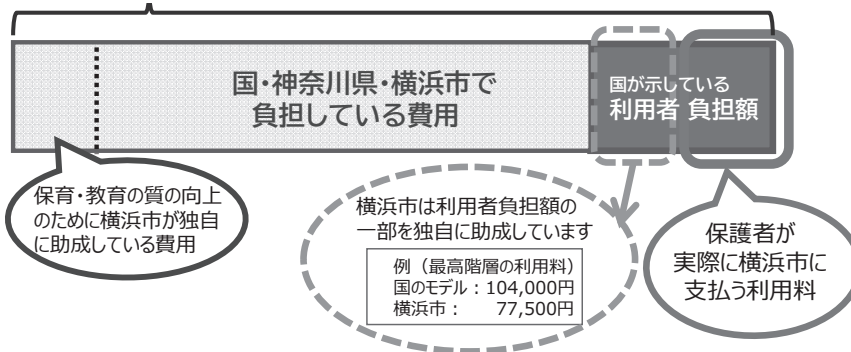 国・神奈川県・横浜市で
負担している費用
国が示している
利用者 負担額
保育・教育の質の向上
のために横浜市が独自
に助成している費用
横浜市は利用者負担額の
一部を独自に助成しています
例（最高階層の利用料）
国のモデル：104,000円
横浜市： 77,500円
保護者が
実際に横浜市に
支払う利用料